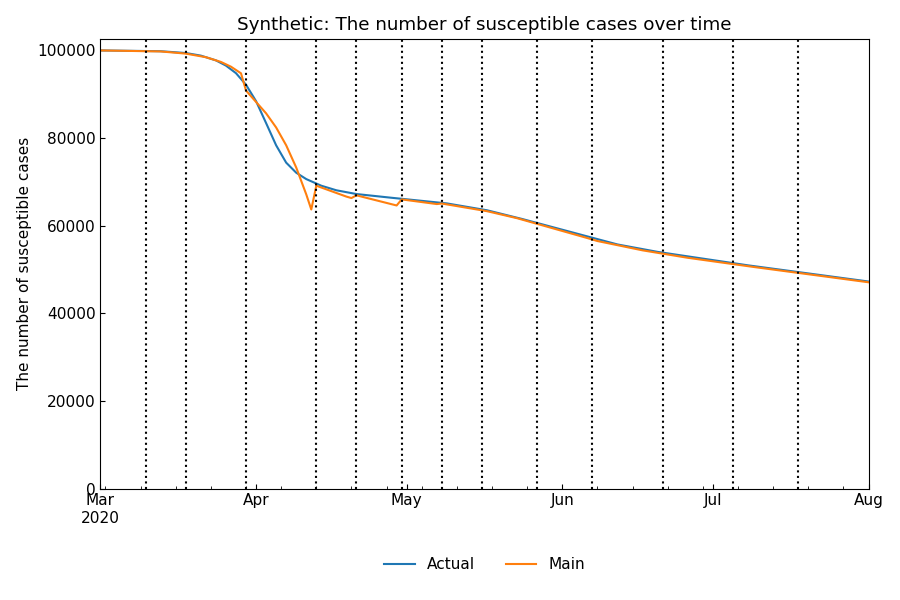 Synthetic: The number of susceptible cases over time
The number of susceptible cases
100000
80000
60000
40000
20000
0
Mar Apr May Jun Jul Aug
2020
Actual Main